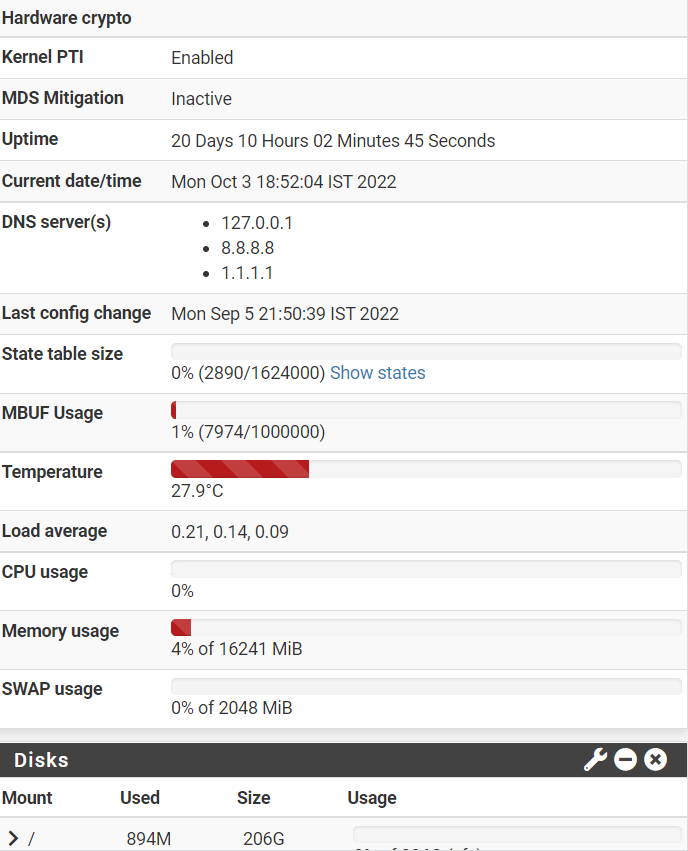 Hardware crypto
Kernel PTI Enabled
MDS Mitigation Inactive
Uptime 20 Days 10 Hours 02 Minutes 45 Seconds
Current date/time Mon Oct 3 18:52:04 IST 2022
DNS server(s) • 127.0.0.1
• 8.8.8.8
• 1.1.1.1
Last config change Mon Sep 5 21:50:39 IST 2022
State table size
0% (2890/1624000) Show states
MBUF Usage
1% (7974/1000000)
Temperature
27.9°C
Load average 0.21, 0.14, 0.09
CPU usage
0%
Memory usage
4% of 16241 MiB
SWAP usage
0% of 2048 MiB
Disks
Mount Used Size Usage
/ 894M 206G